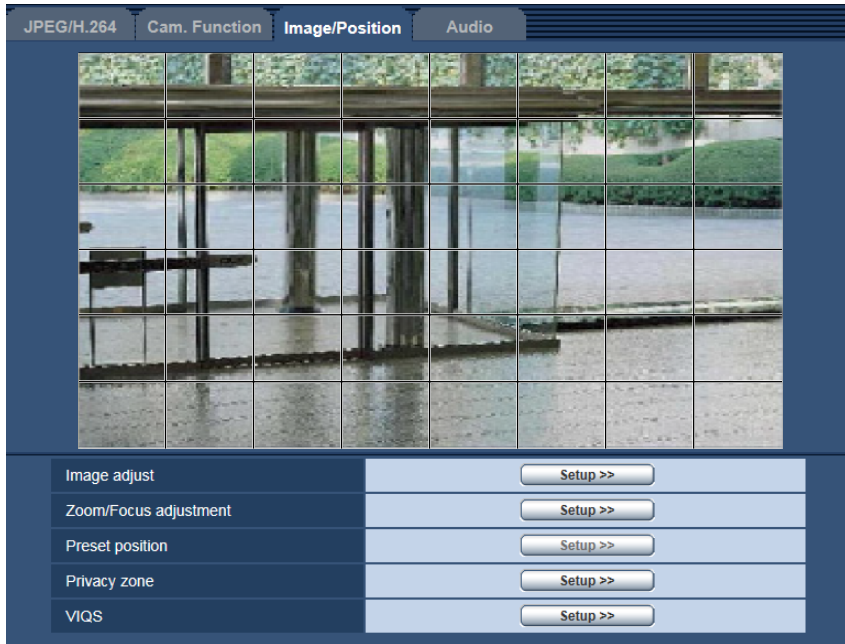 JPEG/H.264 Cam. Function Image/Position Audio
Image adjust Setup >>
Zoom/Focus adjustment Setup >>
Preset position Setup >>
Privacy zone Setup >>
VIQS Setup >>